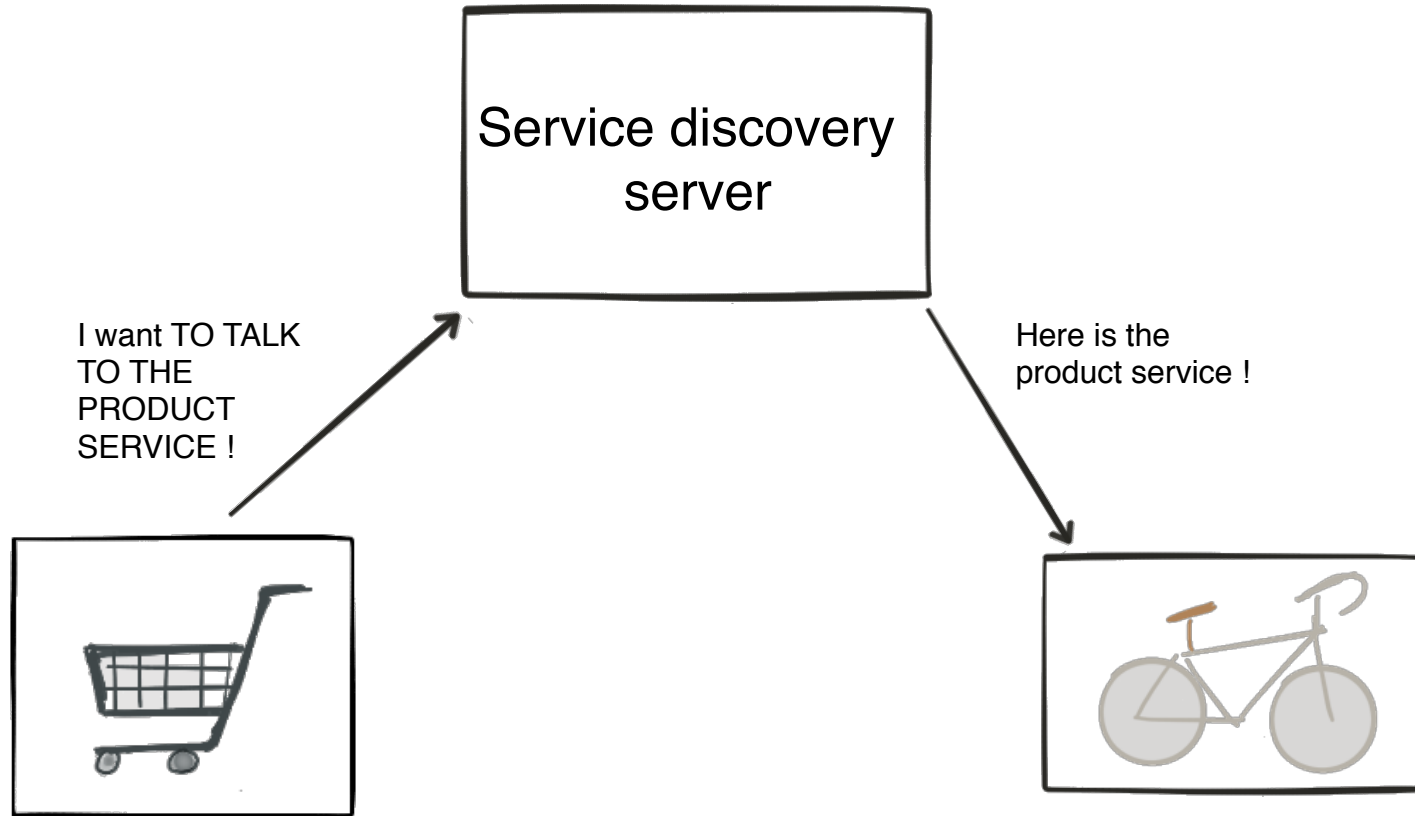 Service discovery
server
I want TO TALK
TO THE
PRODUCT
SERVICE !
Here is the
product service !